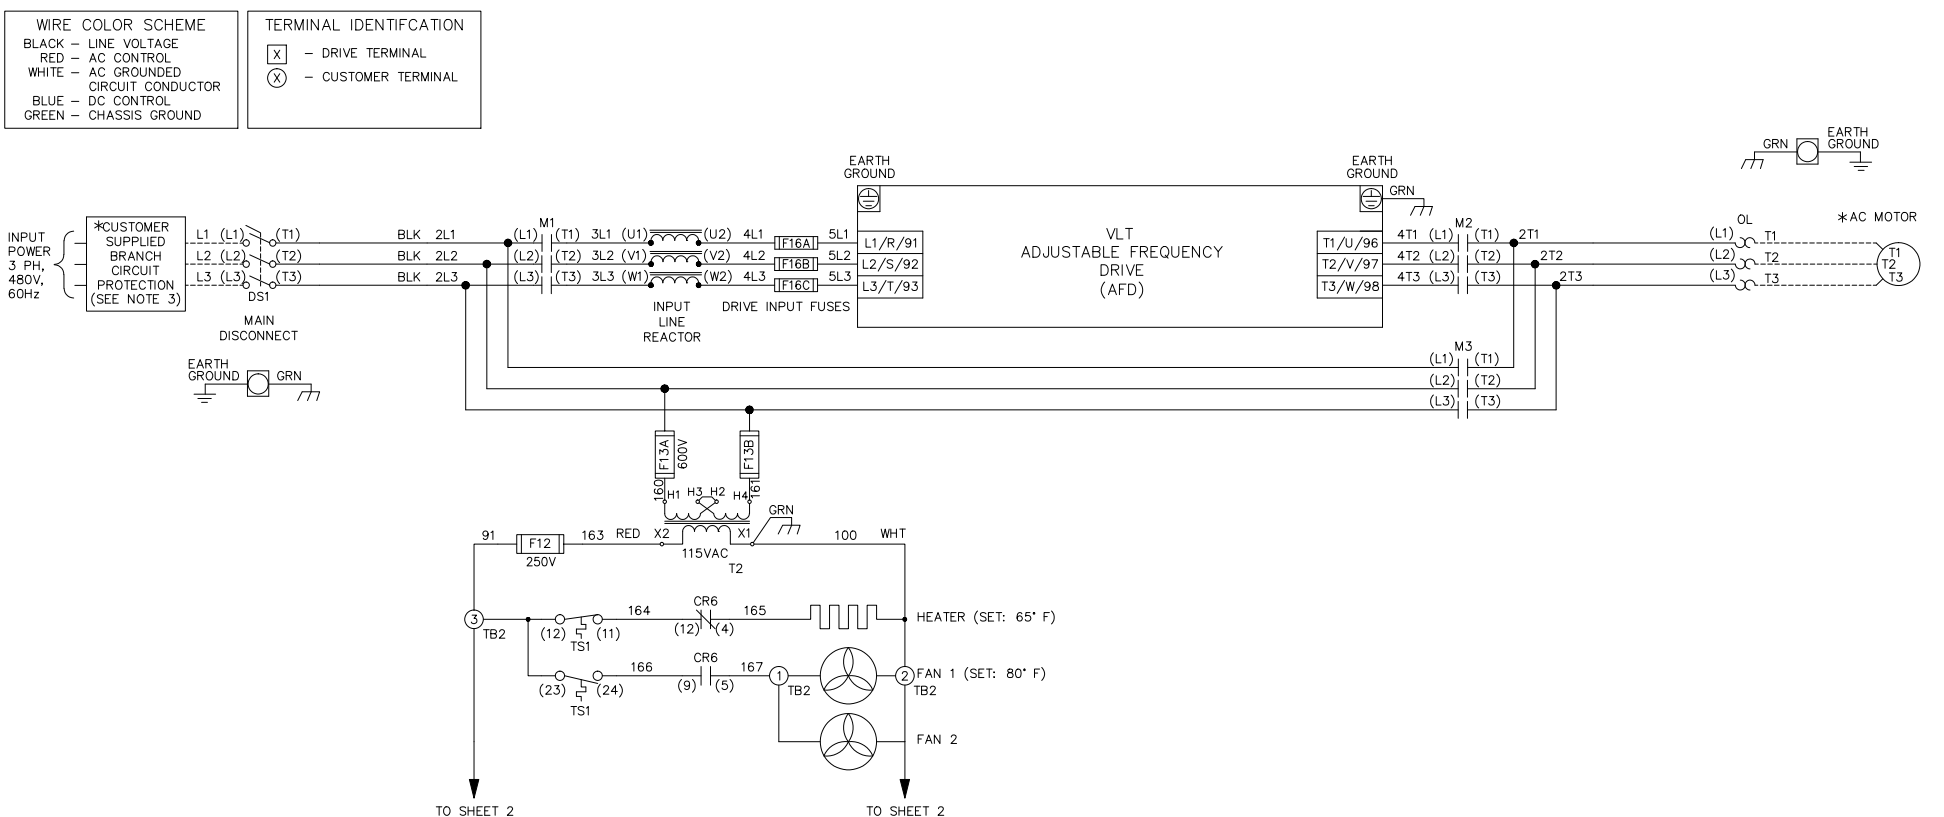 WIRE COLOR SCHEME
BLACK – LINE VOLTAGE
RED – AC CONTROL
WHITE – AC GROUNDED
CIRCUIT CONDUCTOR
BLUE – DC CONTROL
GREEN – CHASSIS GROUND
TERMINAL IDENTIFCATION
X – DRIVE TERMINAL
X – CUSTOMER TERMINAL
INPUT
POWER
3 PH,
480V,
60Hz
*CUSTOMER
SUPPLIED
BRANCH
CIRCUIT
PROTECTION
(SEE NOTE 3)
L1 (L1) (T1) BLK 2L1 (L1) M1 (T1) 3L1 (U1) (U2) 4L1 F16A 5L1 L1/R/91
L2 (L2) (T2) BLK 2L2 (L2) (T2) 3L2 (V1) (V2) 4L2 F16B 5L2 L2/S/92
L3 (L3) (T3) BLK 2L3 (L3) (T3) 3L3 (W1) (W2) 4L3 F16C 5L3 L3/T/93
DS1
MAIN
DISCONNECT
INPUT
LINE
REACTOR
DRIVE INPUT FUSES
EARTH
GROUND
VLT
ADJUSTABLE FREQUENCY
DRIVE
(AFD)
EARTH
GROUND
GRN
T1/U/96 4T1 (L1) M2 (T1) 2T1 (L1) OL T1
T2/V/97 4T2 (L2) (T2) 2T2 (L2) T2
T3/W/98 4T3 (L3) (T3) 2T3 (L3) T3
GRN
EARTH
GROUND
*AC MOTOR
T1
T2
T3
EARTH
GROUND
GRN
M3
(L1) (T1)
(L2) (T2)
(L3) (T3)
F13A
600V
F13B
160
161
H1 H3 H2 H4
GRN
91 F12 163 RED X2 X1 100 WHT
250V
115VAC
T2
3
TB2
(12) (11)
TS1
164
CR6
(12) (4)
165
HEATER (SET: 65° F)
(23) (24)
TS1
166
CR6
(9) (5)
167
1
TB2
2
TB2
FAN 1 (SET: 80° F)
FAN 2
TO SHEET 2
TO SHEET 2